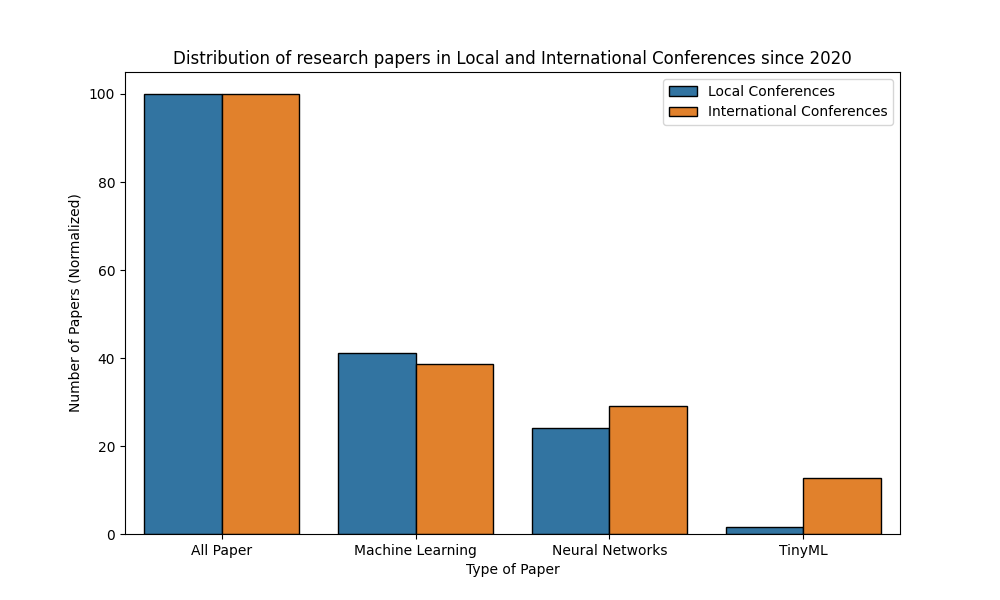 Distribution of research papers in Local and International Conferences since 2020
Local Conferences
International Conferences
Number of Papers (Normalized)
100
80
60
40
20
0
All Paper
Machine Learning
Neural Networks
TinyML
Type of Paper